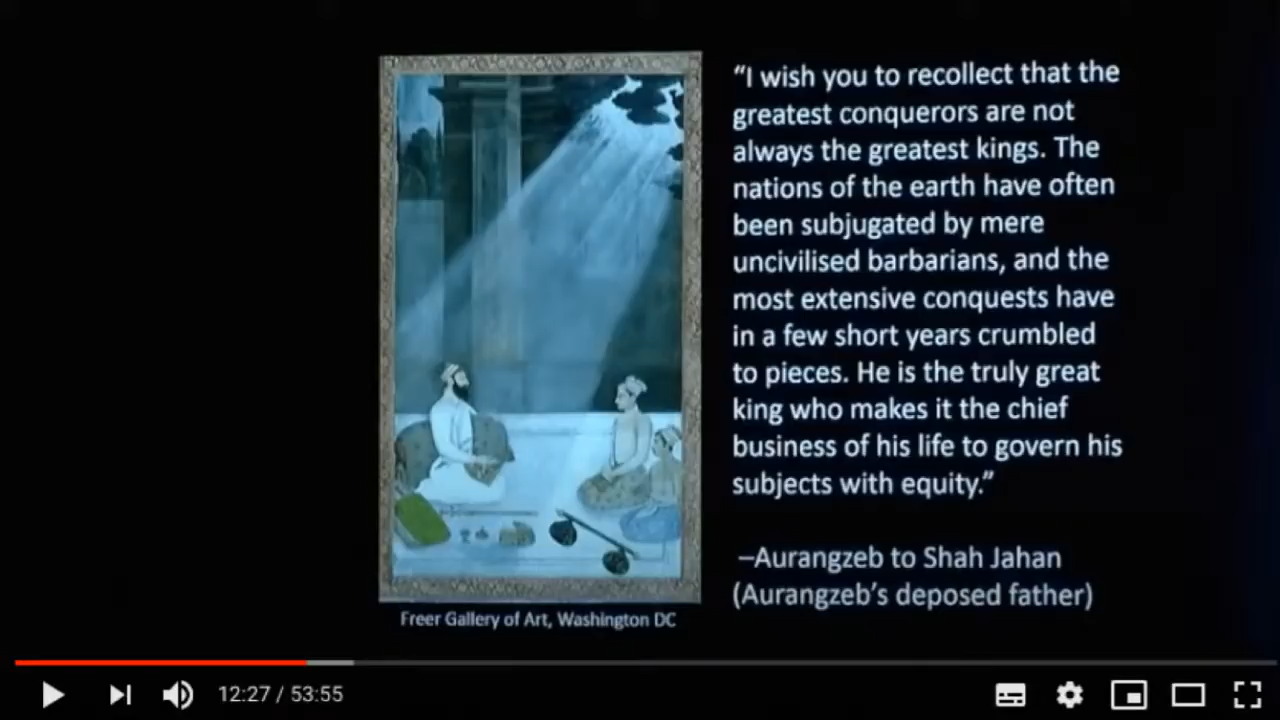 “I wish you to recollect that the
greatest conquerors are not
always the greatest kings. The
nations of the earth have often
been subjugated by mere
uncivilised barbarians, and the
most extensive conquests have
in a few short years crumbled
to pieces. He is the truly great
king who makes it the chief
business of his life to govern his
subjects with equity.”
–Aurangzeb to Shah Jahan
(Aurangzeb’s deposed father)
Freer Gallery of Art, Washington DC
12:27 / 53:55